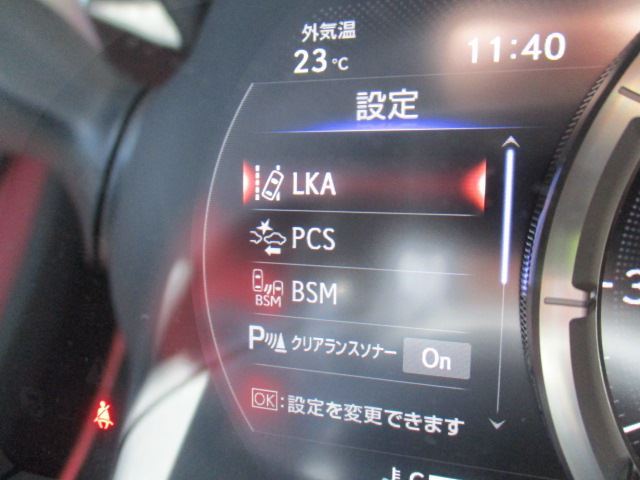 外気温
23℃
11:40
設定
LKA
PCS
BSM
BSM
P クリアランスソナー On
OK:設定を変更できます